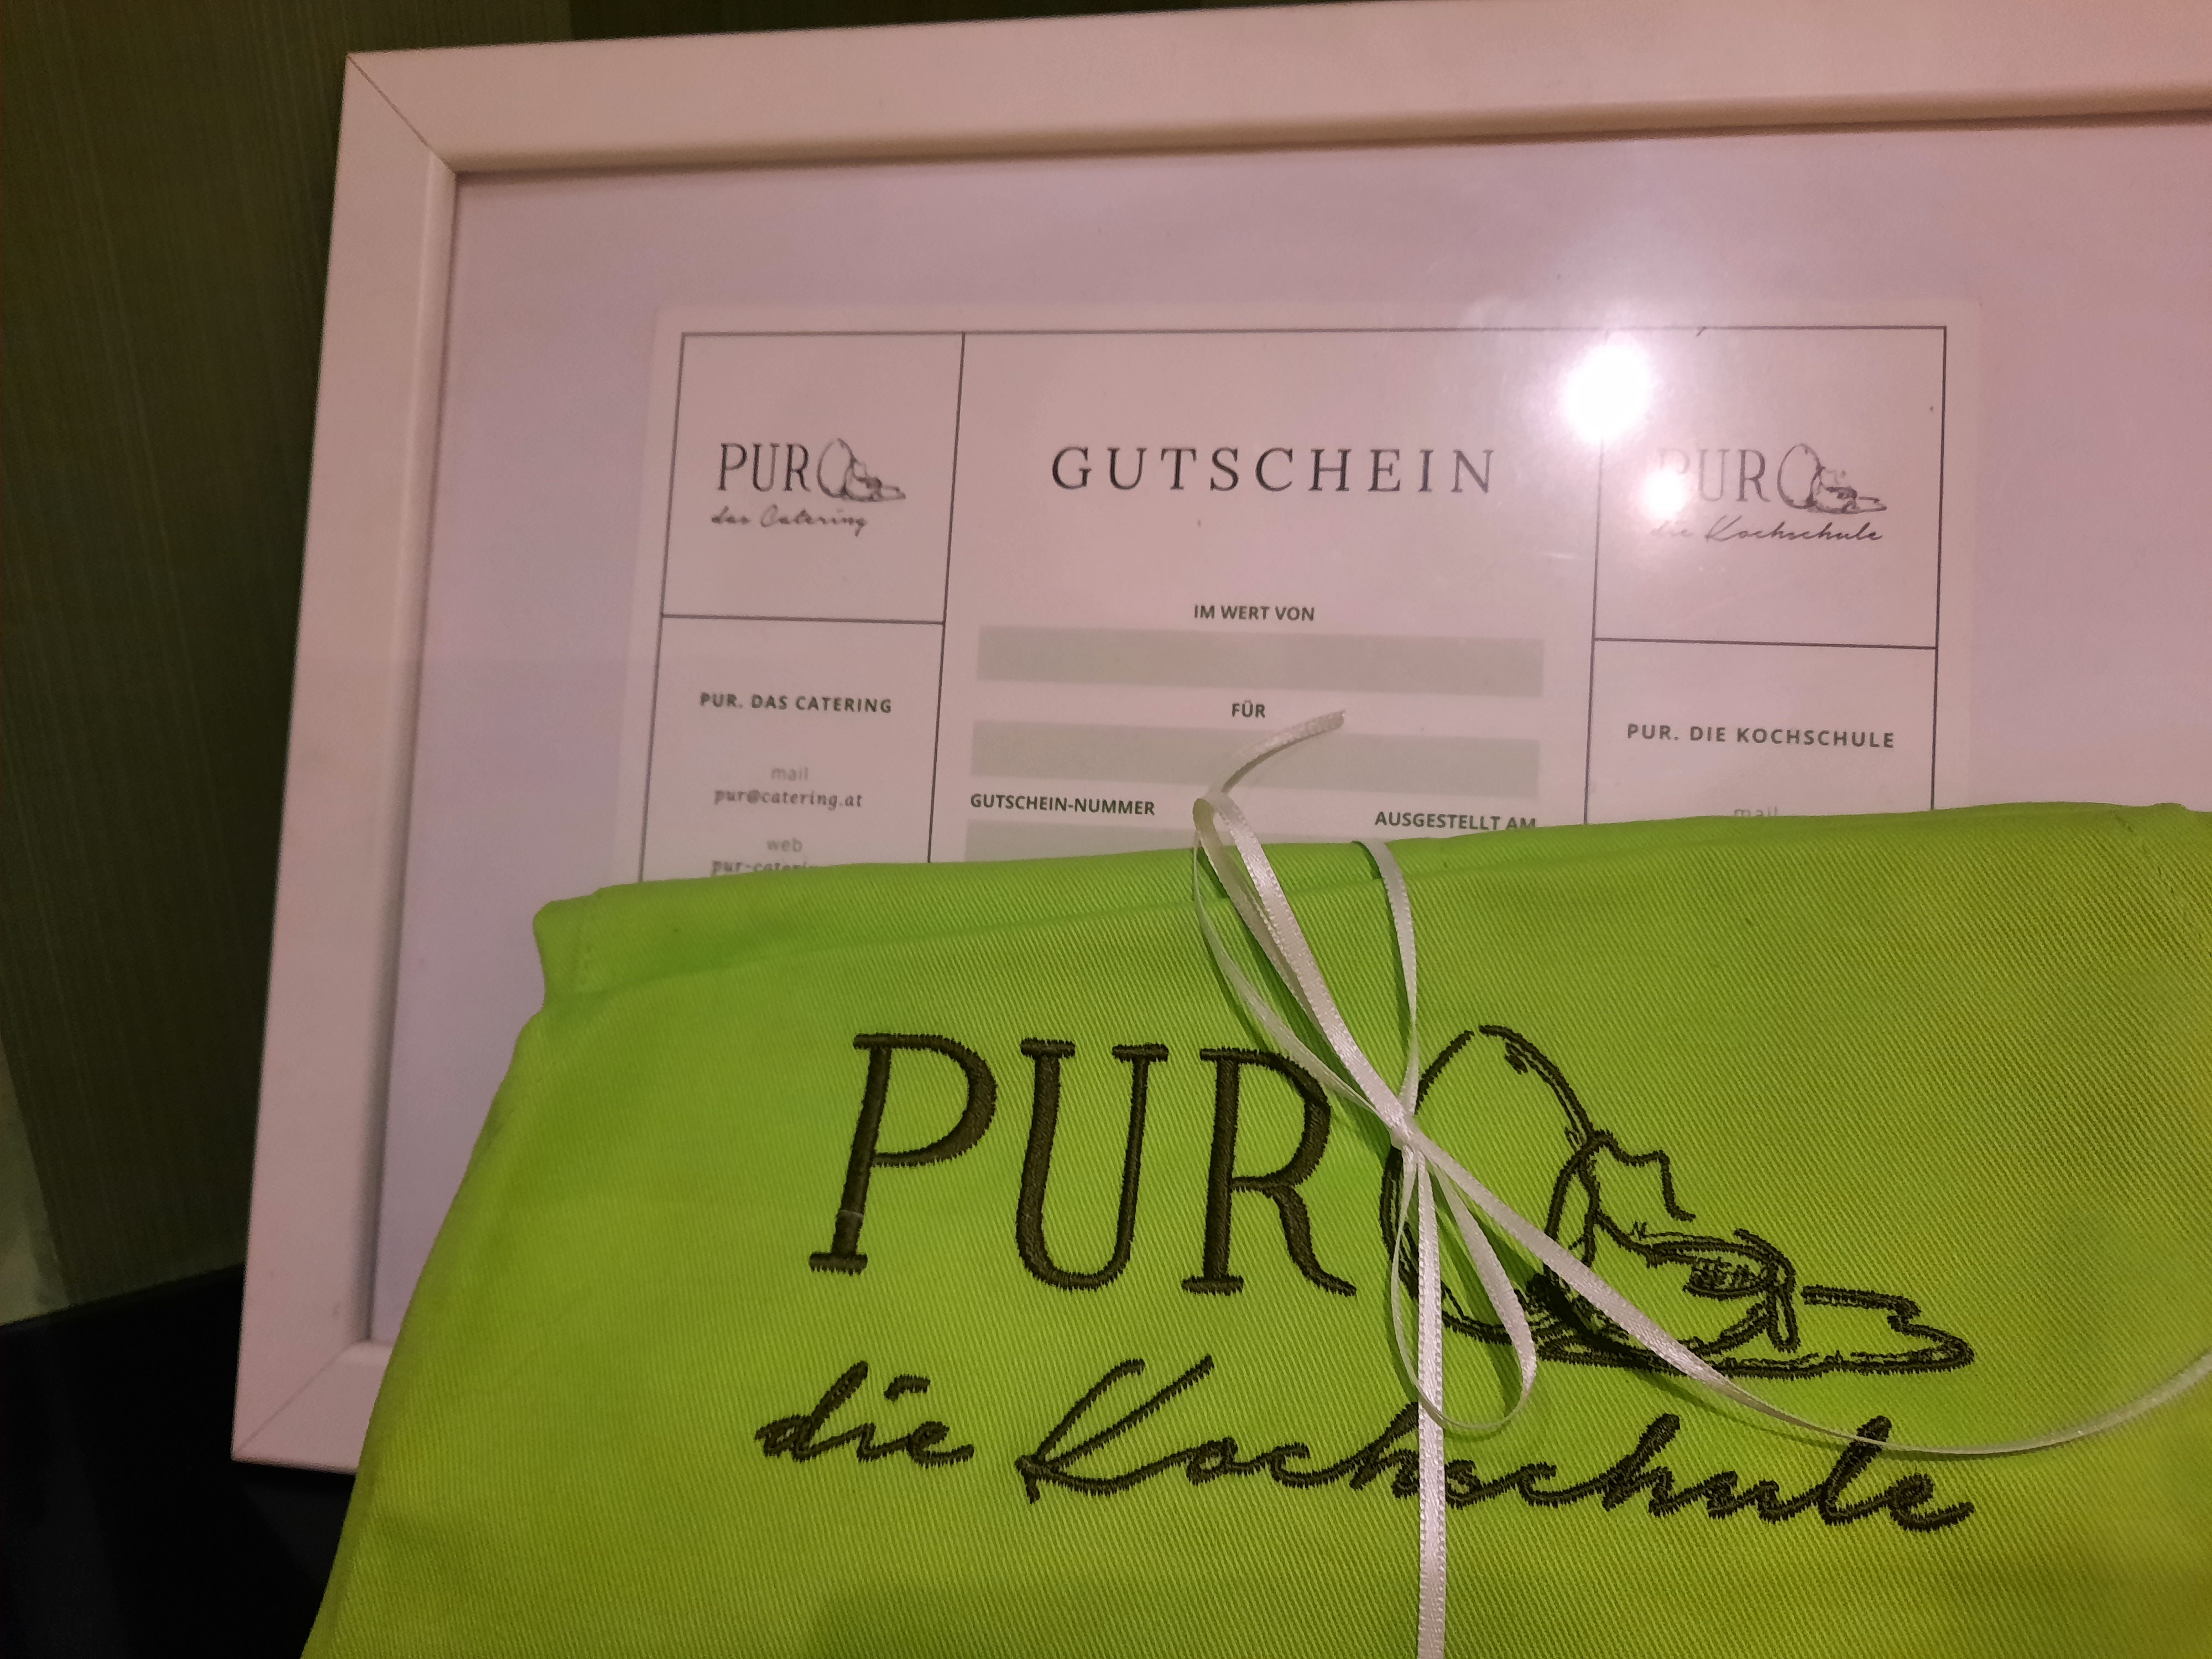 PUR
das Catering
GUTSCHEIN
PUR
die Kochschule
IM WERT VON
FÜR
GUTSCHEIN-NUMMER
AUSGESTELLT AM
PUR. DAS CATERING
mail
pur@catering.at
web
PUR. DIE KOCHSCHULE
mail
PUR
die Kochschule